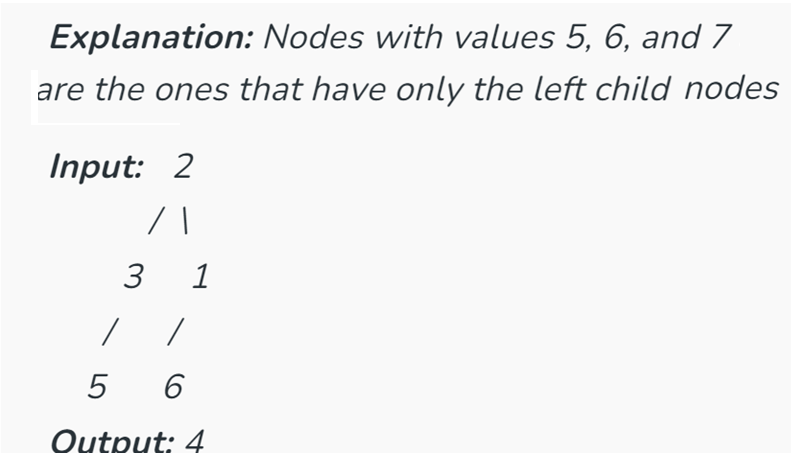 Explanation: Nodes with values 5, 6, and 7
are the ones that have only the left child nodes
Input: 2
/ \
3 1
/ /
5 6
Output: 4